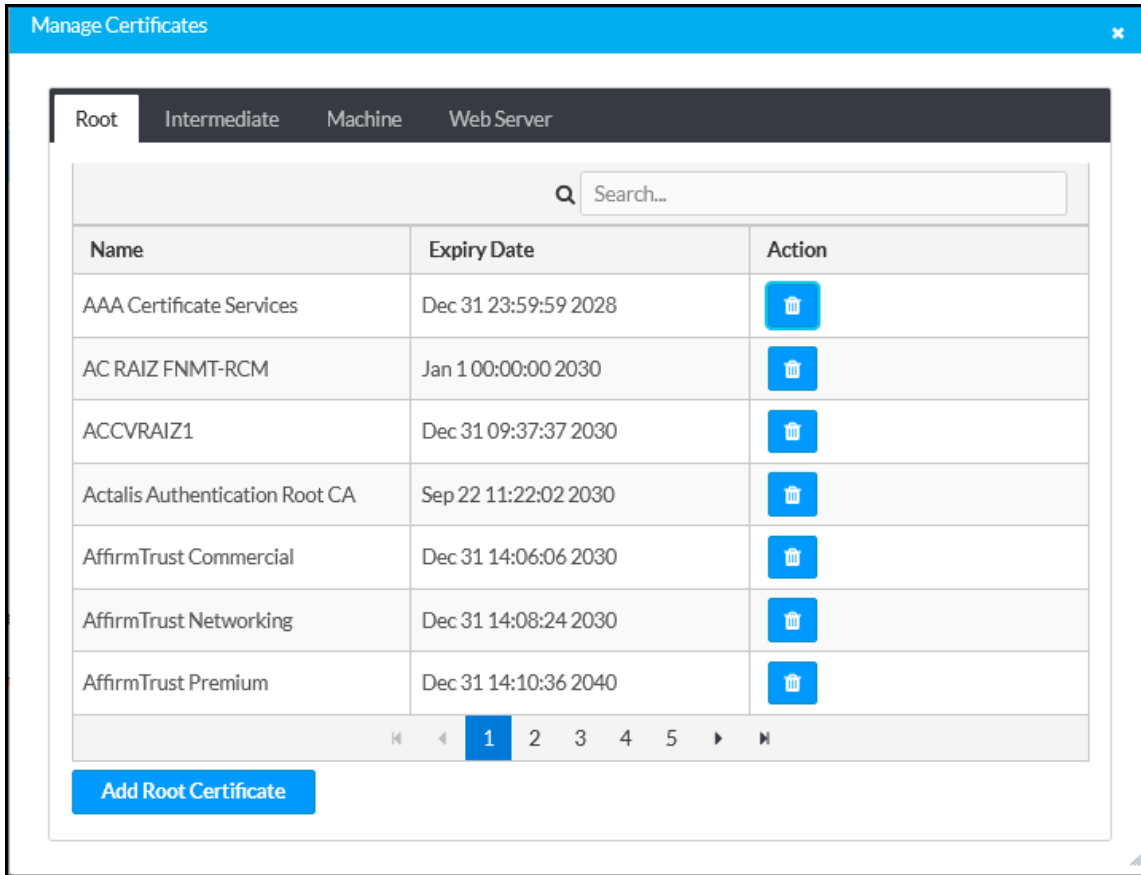 Manage Certificates
Root Intermediate Machine Web Server
Search...
Name Expiry Date Action
AAA Certificate Services Dec 31 23:59:59 2028
AC RAIZ FNMT-RCM Jan 1 00:00:00 2030
ACCVRAIZ1 Dec 31 09:37:37 2030
Actalis Authentication Root CA Sep 22 11:22:02 2030
AffirmTrust Commercial Dec 31 14:06:06 2030
AffirmTrust Networking Dec 31 14:08:24 2030
AffirmTrust Premium Dec 31 14:10:36 2040
1 2 3 4 5
Add Root Certificate